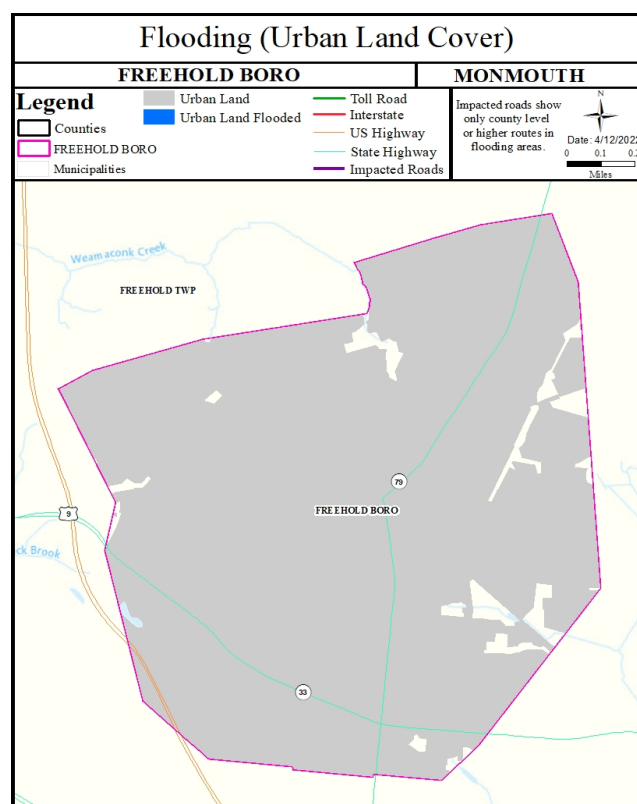 Flooding (Urban Land Cover)
FREEHOLD BORO
MONMOUTH
Legend
Counties
FREEHOLD BORO
Municipalities
Urban Land
Urban Land Flooded
Toll Road
Interstate
US Highway
State Highway
Impacted Roads
Impacted roads show
only county level
or higher routes in
flooding areas.
N
Date: 4/12/2022
0 0.1 0.2
Miles
Weamaconk Creek
FREEHOLD TWP
79
FREEHOLD BORO
9
ck Brook
33